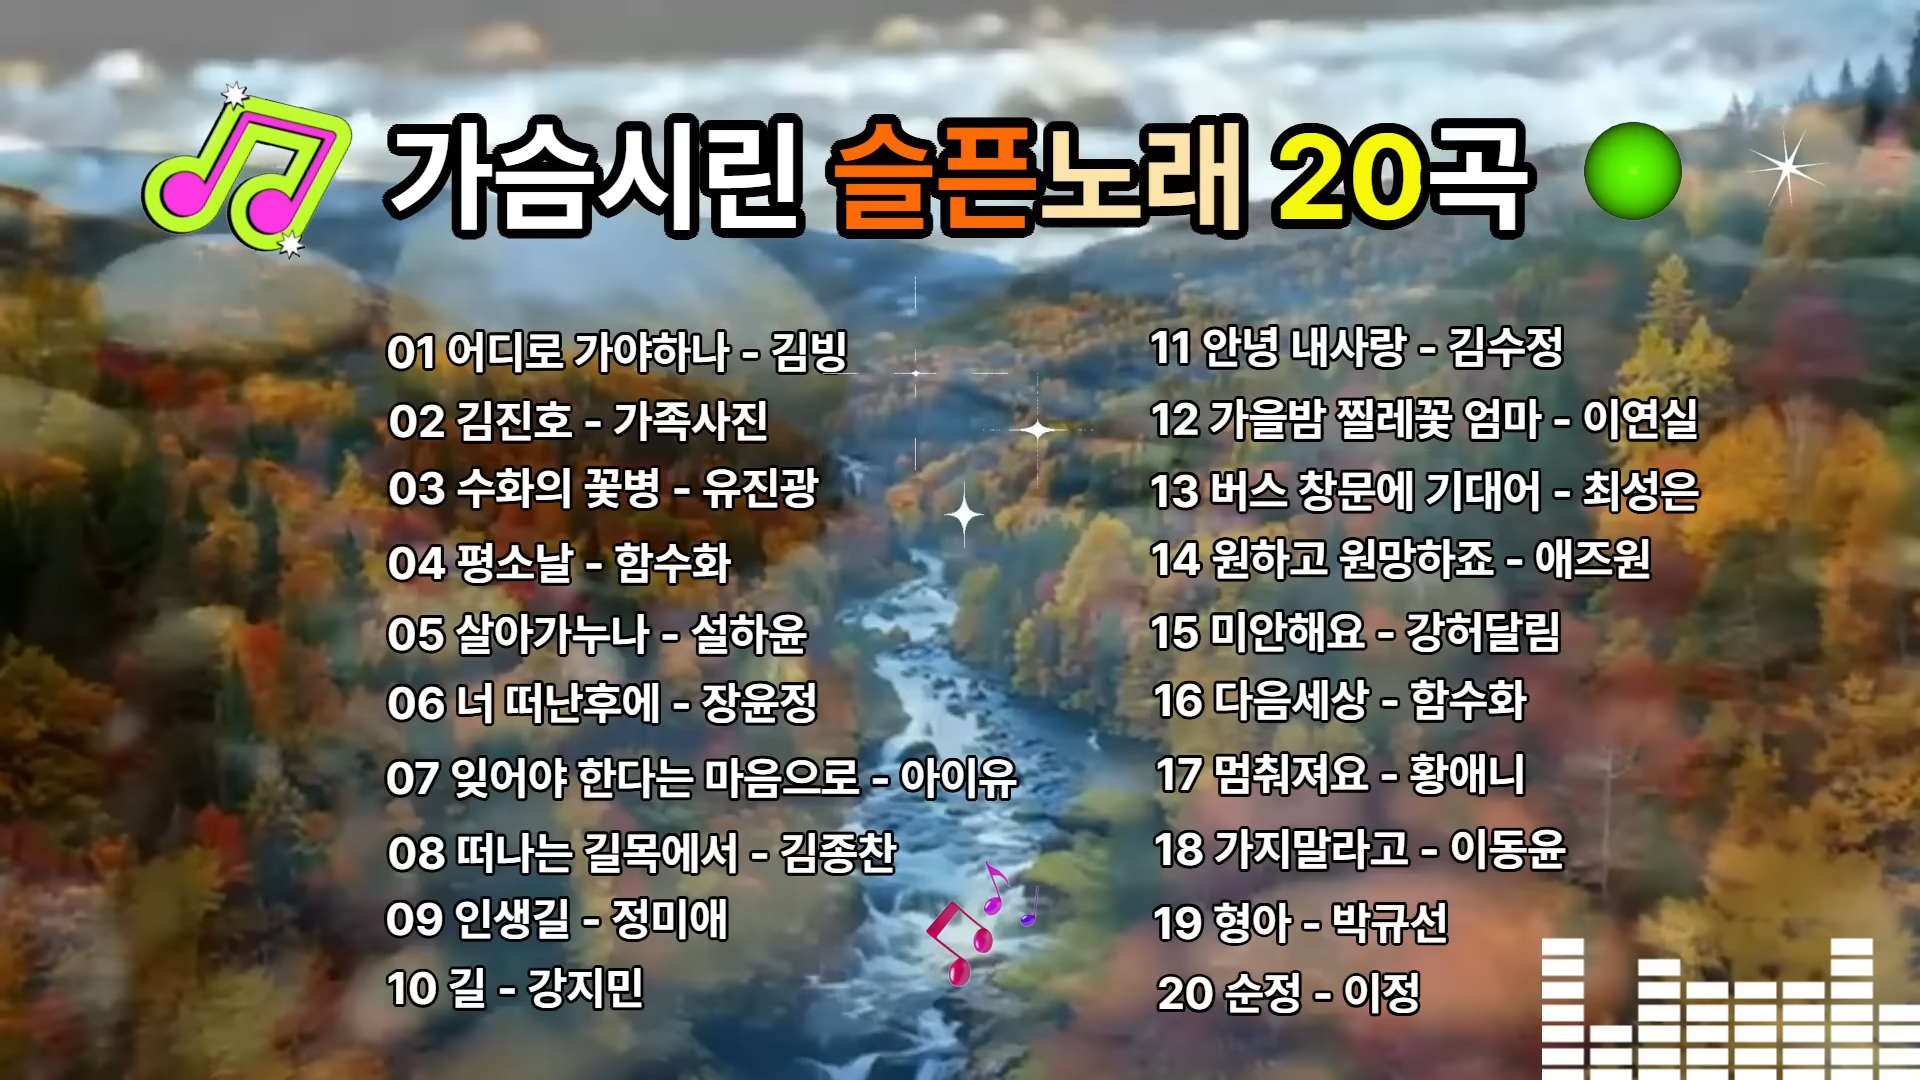 가슴시린 슬픈노래 20곡
01 어디로 가야하나 - 김빙
02 김진호 - 가족사진
03 수화의 꽃병 - 유진광
04 평소날 - 함수화
05 살아가누나 - 설하윤
06 너 떠난후에 - 장윤정
07 잊어야 한다는 마음으로 - 아이유
08 떠나는 길목에서 - 김종찬
09 인생길 - 정미애
10 길 - 강지민
11 안녕 내사랑 - 김수정
12 가을밤 찔레꽃 엄마 - 이연실
13 버스 창문에 기대어 - 최성은
14 원하고 원망하죠 - 애즈원
15 미안해요 - 강허달림
16 다음세상 - 함수화
17 멈춰져요 - 황애니
18 가지말라고 - 이동윤
19 형아 - 박규선
20 순정 - 이정